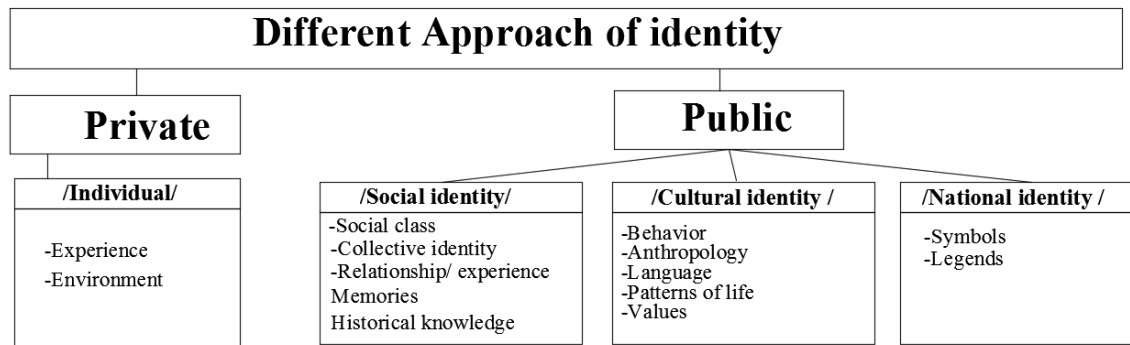 Different Approach of identity
Private
Public
/Individual/
-Experience
-Environment
/Social identity/
-Social class
-Collective identity
-Relationship/ experience
Memories
Historical knowledge
/Cultural identity /
-Behavior
-Anthropology
-Language
-Patterns of life
-Values
/National identity /
-Symbols
-Legends